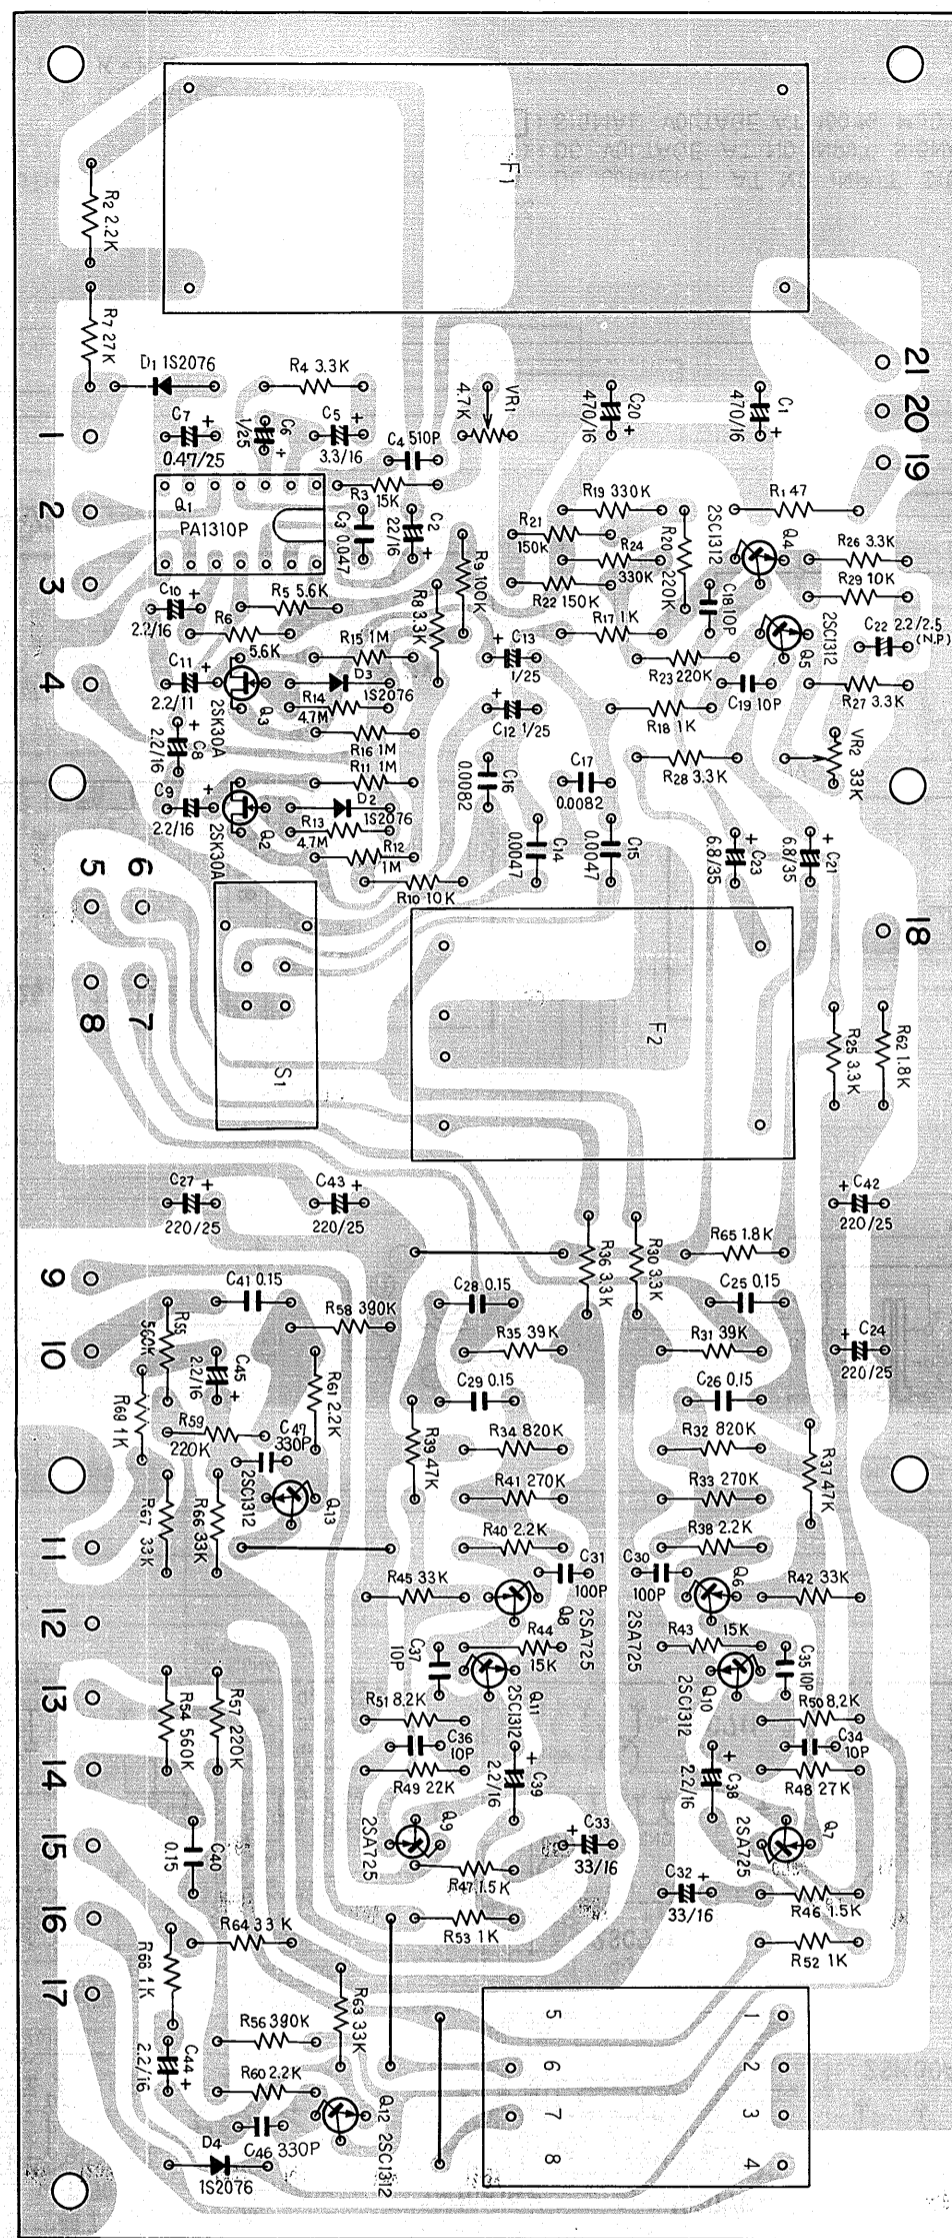 F1
R2 2.2K
R7 27K
D1 1S2076
R4 3.3K
VR1
4.7K
C20
470/16
C1
470/16
21
20
19
C7
0.47/25
C6
1/25
C5
3.3/16
C4 510P
R3
15K
1
2
3
4
Q1
PA1310P
C3 0.047
C2
22/16
R19 330K
R1 47
R21
150K
R24
330K
R20
220K
2SC1312
Q4
R26 3.3K
R29 10K
R9 100K
R8 3.3K
R22 150K
C18 10P
C10
2.2/16
R5 5.6K
R6
5.6K
R15 1M
R17 1K
C13
1/25
Q5
2SC1312
C22 2.2/2.5
(N.P)
C11
2.2/11
2SK30A
Q3
D3
1S2076
R14
4.7M
R23 220K
C19 10P
R27 3.3K
C12 1/25
R18 1K
C8
2.2/16
R16 1M
R11 1M
C16
0.0082
C17
0.0082
R28 3.3K
VR2 33K
C9
2.2/16
2SK30A
Q2
D2
1S2076
R13
4.7M
R12
1M
R10 10K
C14
0.0047
C15
0.0047
C23
6.8/35
C21
6.8/35
5
6
7
8
18
S1
F2
R25 3.3K
R62 1.8K
C27
220/25
C43
220/25
C42
220/25
R36 3.3K
R30 3.3K
R65 1.8K
9
10
C41 0.15
R58 390K
C28 0.15
C25 0.15
R55
560K
C45
2.2/16
R61 2.2K
R35 39K
R31 39K
C24
220/25
R69 1K
R59
220K
C47
330P
C29 0.15
C26 0.15
R39 47K
R34 820K
R32 820K
R37 47K
R67 33K
R66 33K
2SC1312
Q13
R41 270K
R33 270K
11
12
R40 2.2K
R38 2.2K
C31
100P
C30
100P
R45 33K
Q8
2SA725
2SA725
Q6
R42 33K
R44
15K
R43 15K
C37
10P
Q11
2SC1312
Q10
2SC1312
C35 10P
13
14
R54 560K
R57 220K
R51 8.2K
R50 8.2K
C36
10P
C34
10P
R49 22K
R48 27K
C39
2.2/16
C38
2.2/16
15
16
17
C40
0.15
Q9
2SA725
C33
33/16
2SA725
Q7
R47 1.5K
C32
33/16
R46 1.5K
R64 33K
R53 1K
R52 1K
R68 1K
R63 33K
R56 390K
C44
2.2/16
R60 2.2K
Q12 2SC1312
C46 330P
D4
1S2076
5
6
7
8
1
2
3
4